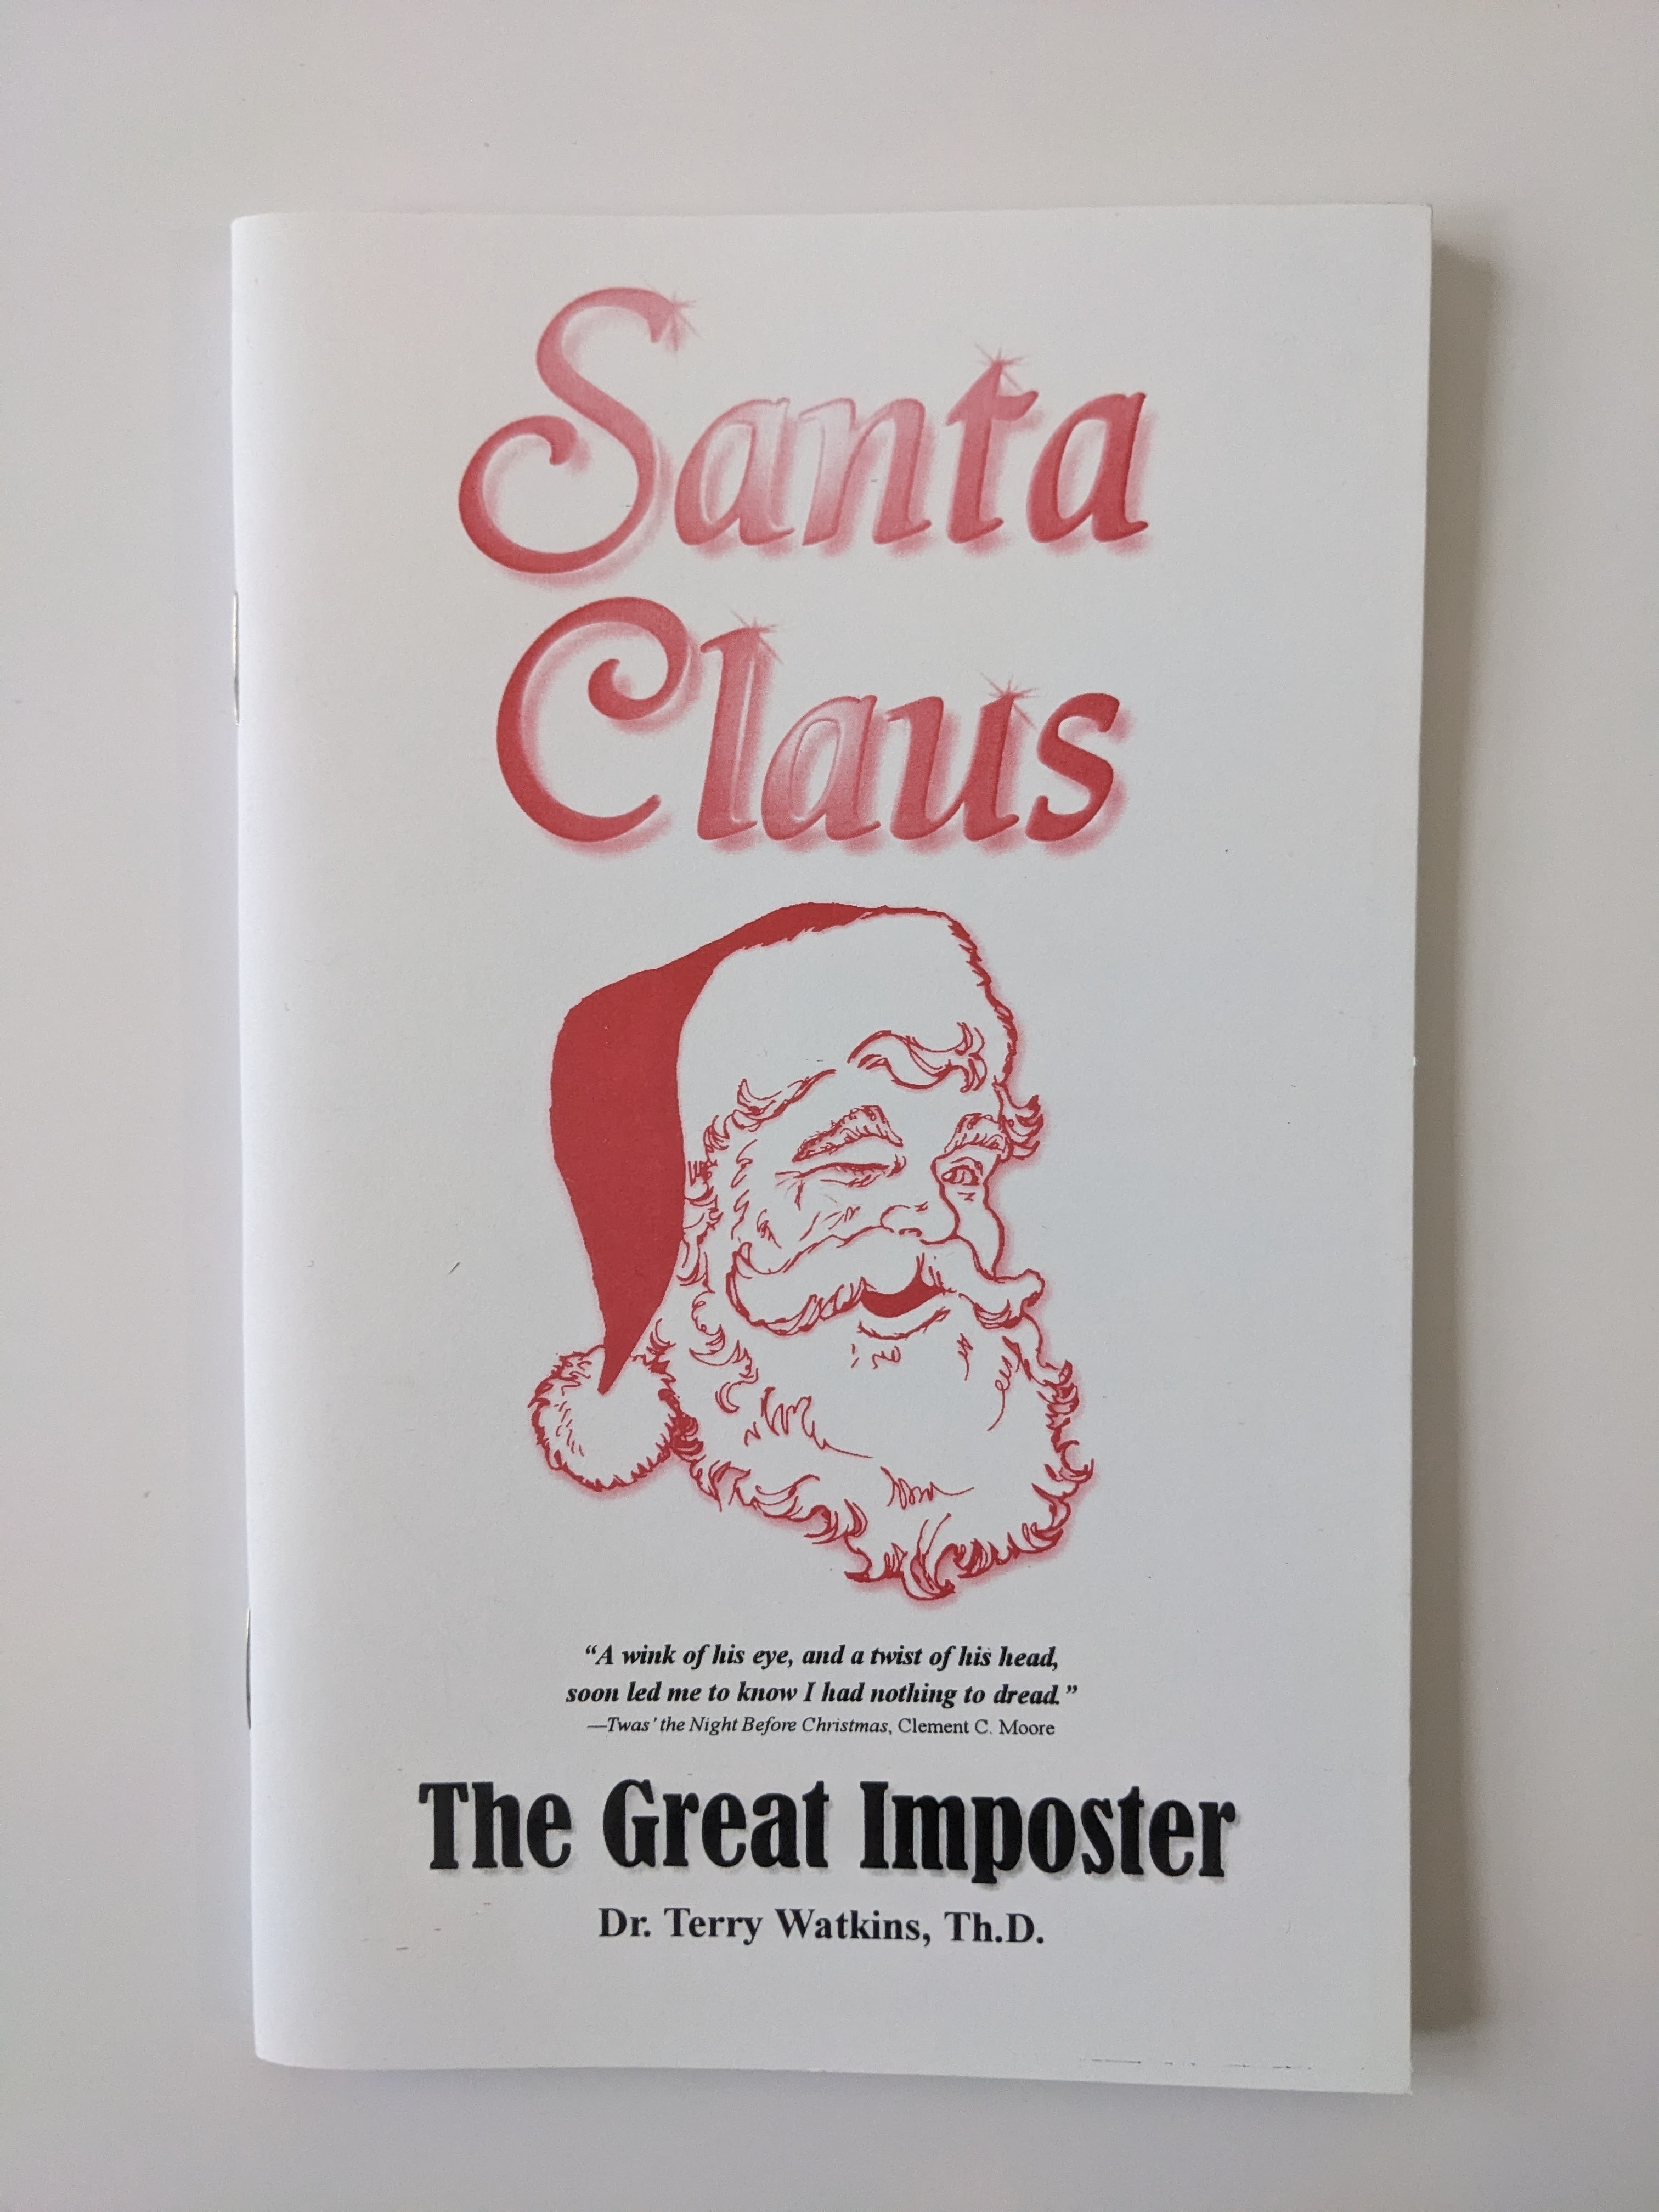 Santa
Claus
“A wink of his eye, and a twist of his head,
soon led me to know I had nothing to dread.”
—Twas’ the Night Before Christmas, Clement C. Moore
The Great Imposter
Dr. Terry Watkins, Th.D.